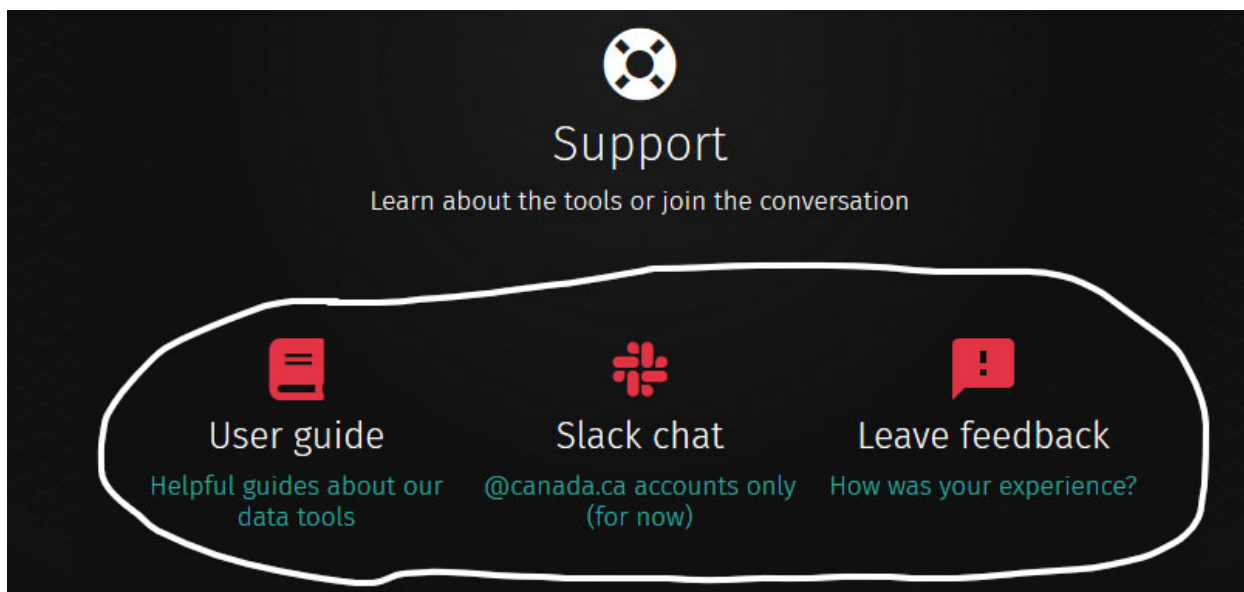 Support
Learn about the tools or join the conversation
User guide
Helpful guides about our
data tools
Slack chat
@canada.ca accounts only
(for now)
Leave feedback
How was your experience?